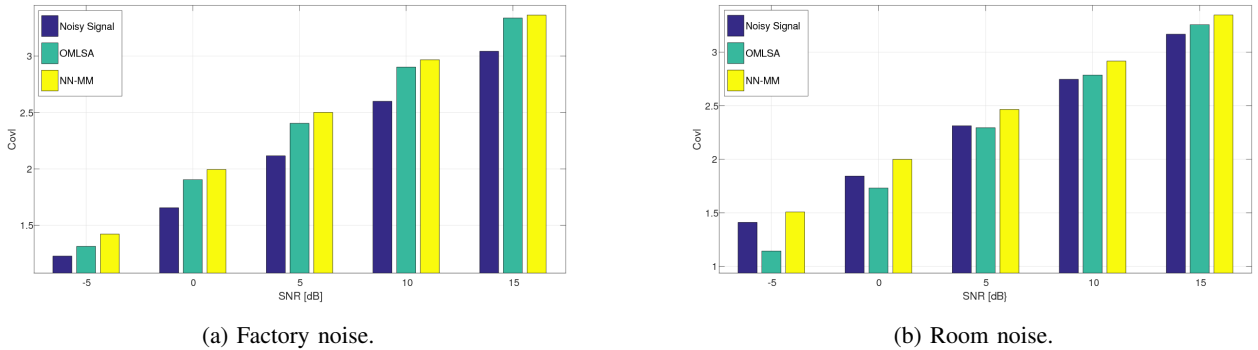 Noisy Signal
OMLSA
NN-MM
Covl
3
2.5
2
1.5
-5
0
5
10
15
SNR [dB]
(a) Factory noise.
Noisy Signal
OMLSA
NN-MM
Covl
3
2.5
2
1.5
1
-5
0
5
10
15
SNR [dB}
(b) Room noise.